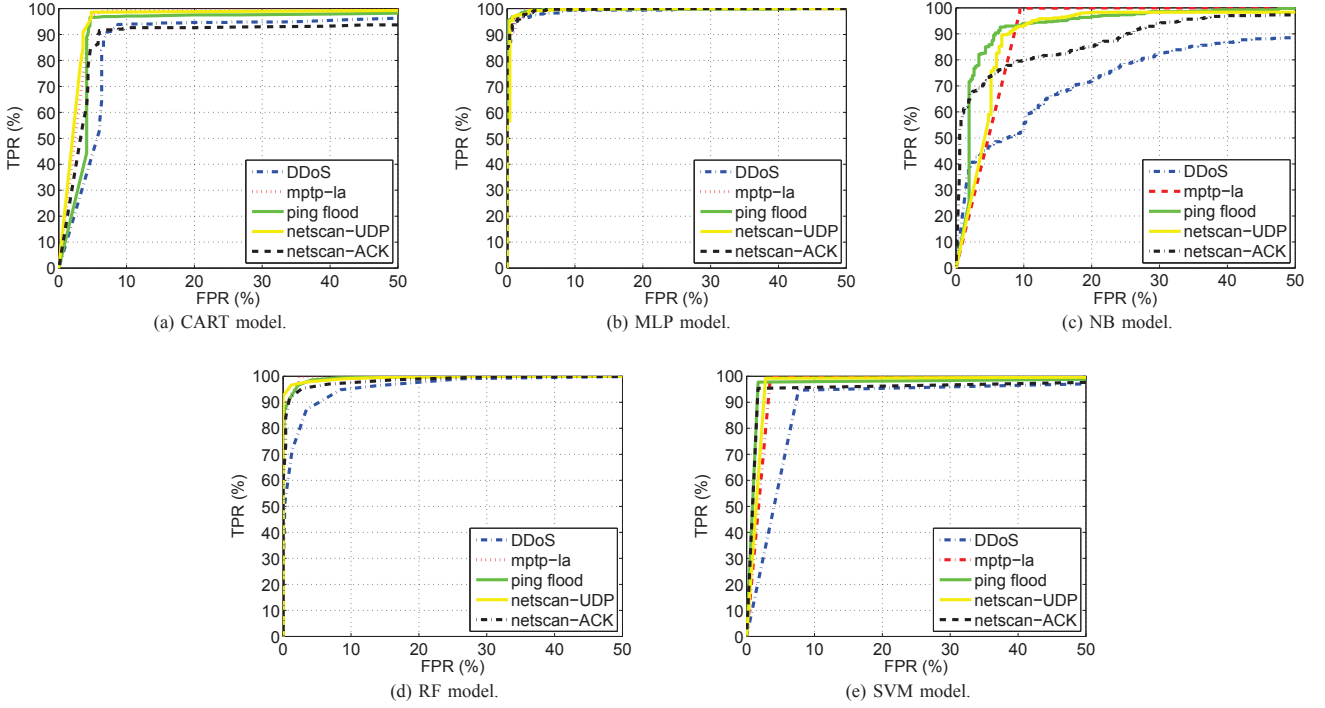 100
90
80
70
60
50
40
30
20
10
0
TPR (%)
0 10 20 30 40 50
FPR (%)
DDoS
mptp−la
ping flood
netscan−UDP
netscan−ACK
(a) CART model.
100
90
80
70
60
50
40
30
20
10
0
TPR (%)
0 10 20 30 40 50
FPR (%)
DDoS
mptp−la
ping flood
netscan−UDP
netscan−ACK
(b) MLP model.
100
90
80
70
60
50
40
30
20
10
0
TPR (%)
0 10 20 30 40 50
FPR (%)
DDoS
mptp−la
ping flood
netscan−UDP
netscan−ACK
(c) NB model.
100
90
80
70
60
50
40
30
20
10
0
TPR (%)
0 10 20 30 40 50
FPR (%)
DDoS
mptp−la
ping flood
netscan−UDP
netscan−ACK
(d) RF model.
100
90
80
70
60
50
40
30
20
10
0
TPR (%)
0 10 20 30 40 50
FPR (%)
DDoS
mptp−la
ping flood
netscan−UDP
netscan−ACK
(e) SVM model.